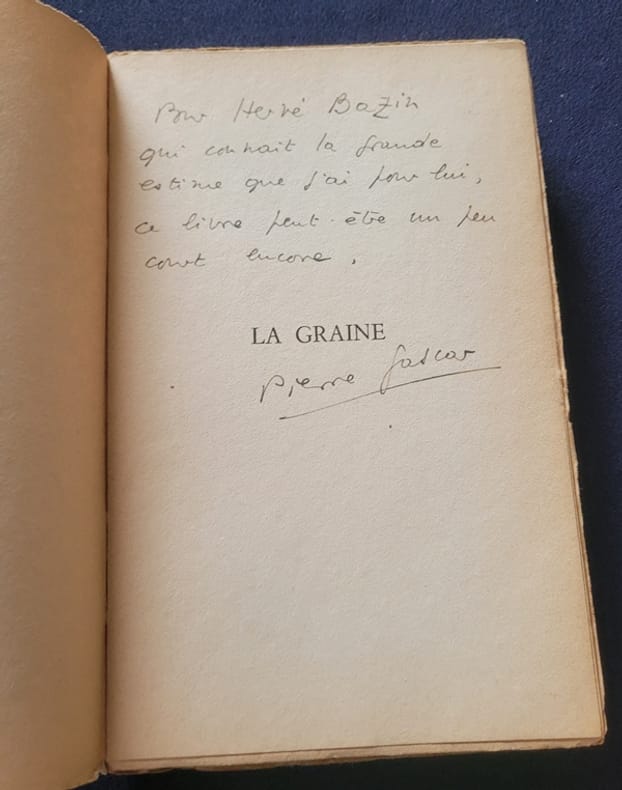 Pour Hervé Bazin
qui connait la grande
estime que j'ai pour lui,
ce livre peut-être un peu
court encore.
LA GRAINE
Pierre Gascar